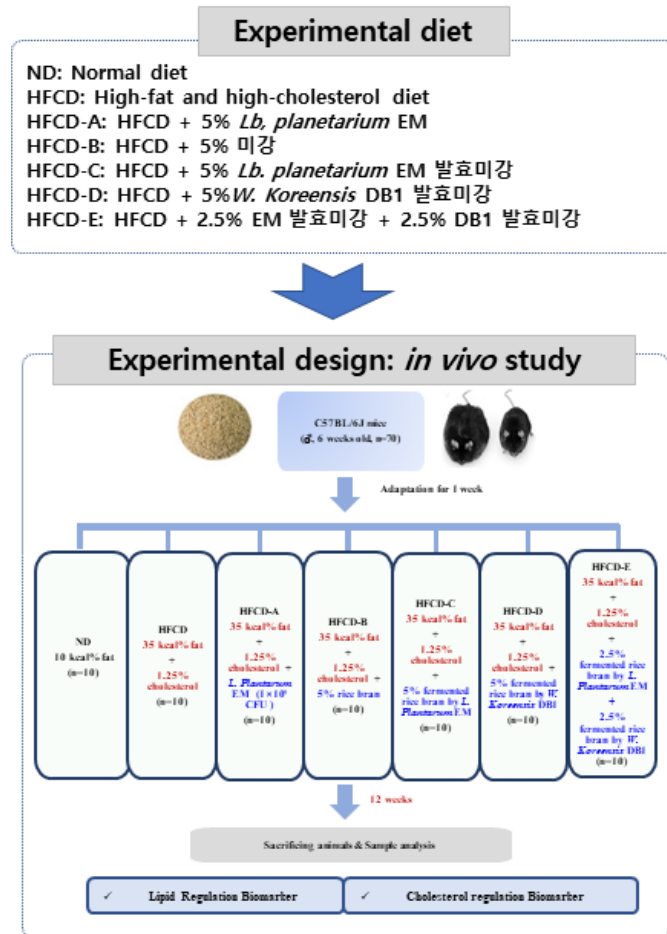 Experimental diet
ND: Normal diet
HFCD: High-fat and high-cholesterol diet
HFCD-A: HFCD + 5% Lb, planetarium EM
HFCD-B: HFCD + 5% 미강
HFCD-C: HFCD + 5% Lb. planetarium EM 발효미강
HFCD-D: HFCD + 5%W. Koreensis DB1 발효미강
HFCD-E: HFCD + 2.5% EM 발효미강 + 2.5% DB1 발효미강
Experimental design: in vivo study
C57BL/6J mice
(♂, 6 weeks old, n=70)
Adaptation for 1 week
ND
10 kcal% fat
(n=10)
HFCD
35 kcal% fat
+
1.25%
cholesterol
(n=10)
HFCD-A
35 kcal% fat
+
1.25%
cholesterol +
L. Plantarum
EM (1×10⁸
CFU )
(n=10)
HFCD-B
35 kcal% fat
+
1.25%
cholesterol +
5% rice bran
(n=10)
HFCD-C
35 kcal% fat
+
1.25%
cholesterol
+
5% fermented
rice bran by L.
Plantarum EM
(n=10)
HFCD-D
35 kcal% fat
+
1.25%
cholesterol +
5% fermented
rice bran by W.
Koreensis DB1
(n=10)
HFCD-E
35 kcal% fat
+
1.25%
cholesterol
+
2.5%
fermented rice
bran by L.
Plantarum EM
+
2.5%
fermented rice
bran by W.
Koreensis DB1
(n=10)
12 weeks
Sacrificing animals & Sample analysis
✓ Lipid Regulation Biomarker
✓ Cholesterol regulation Biomarker